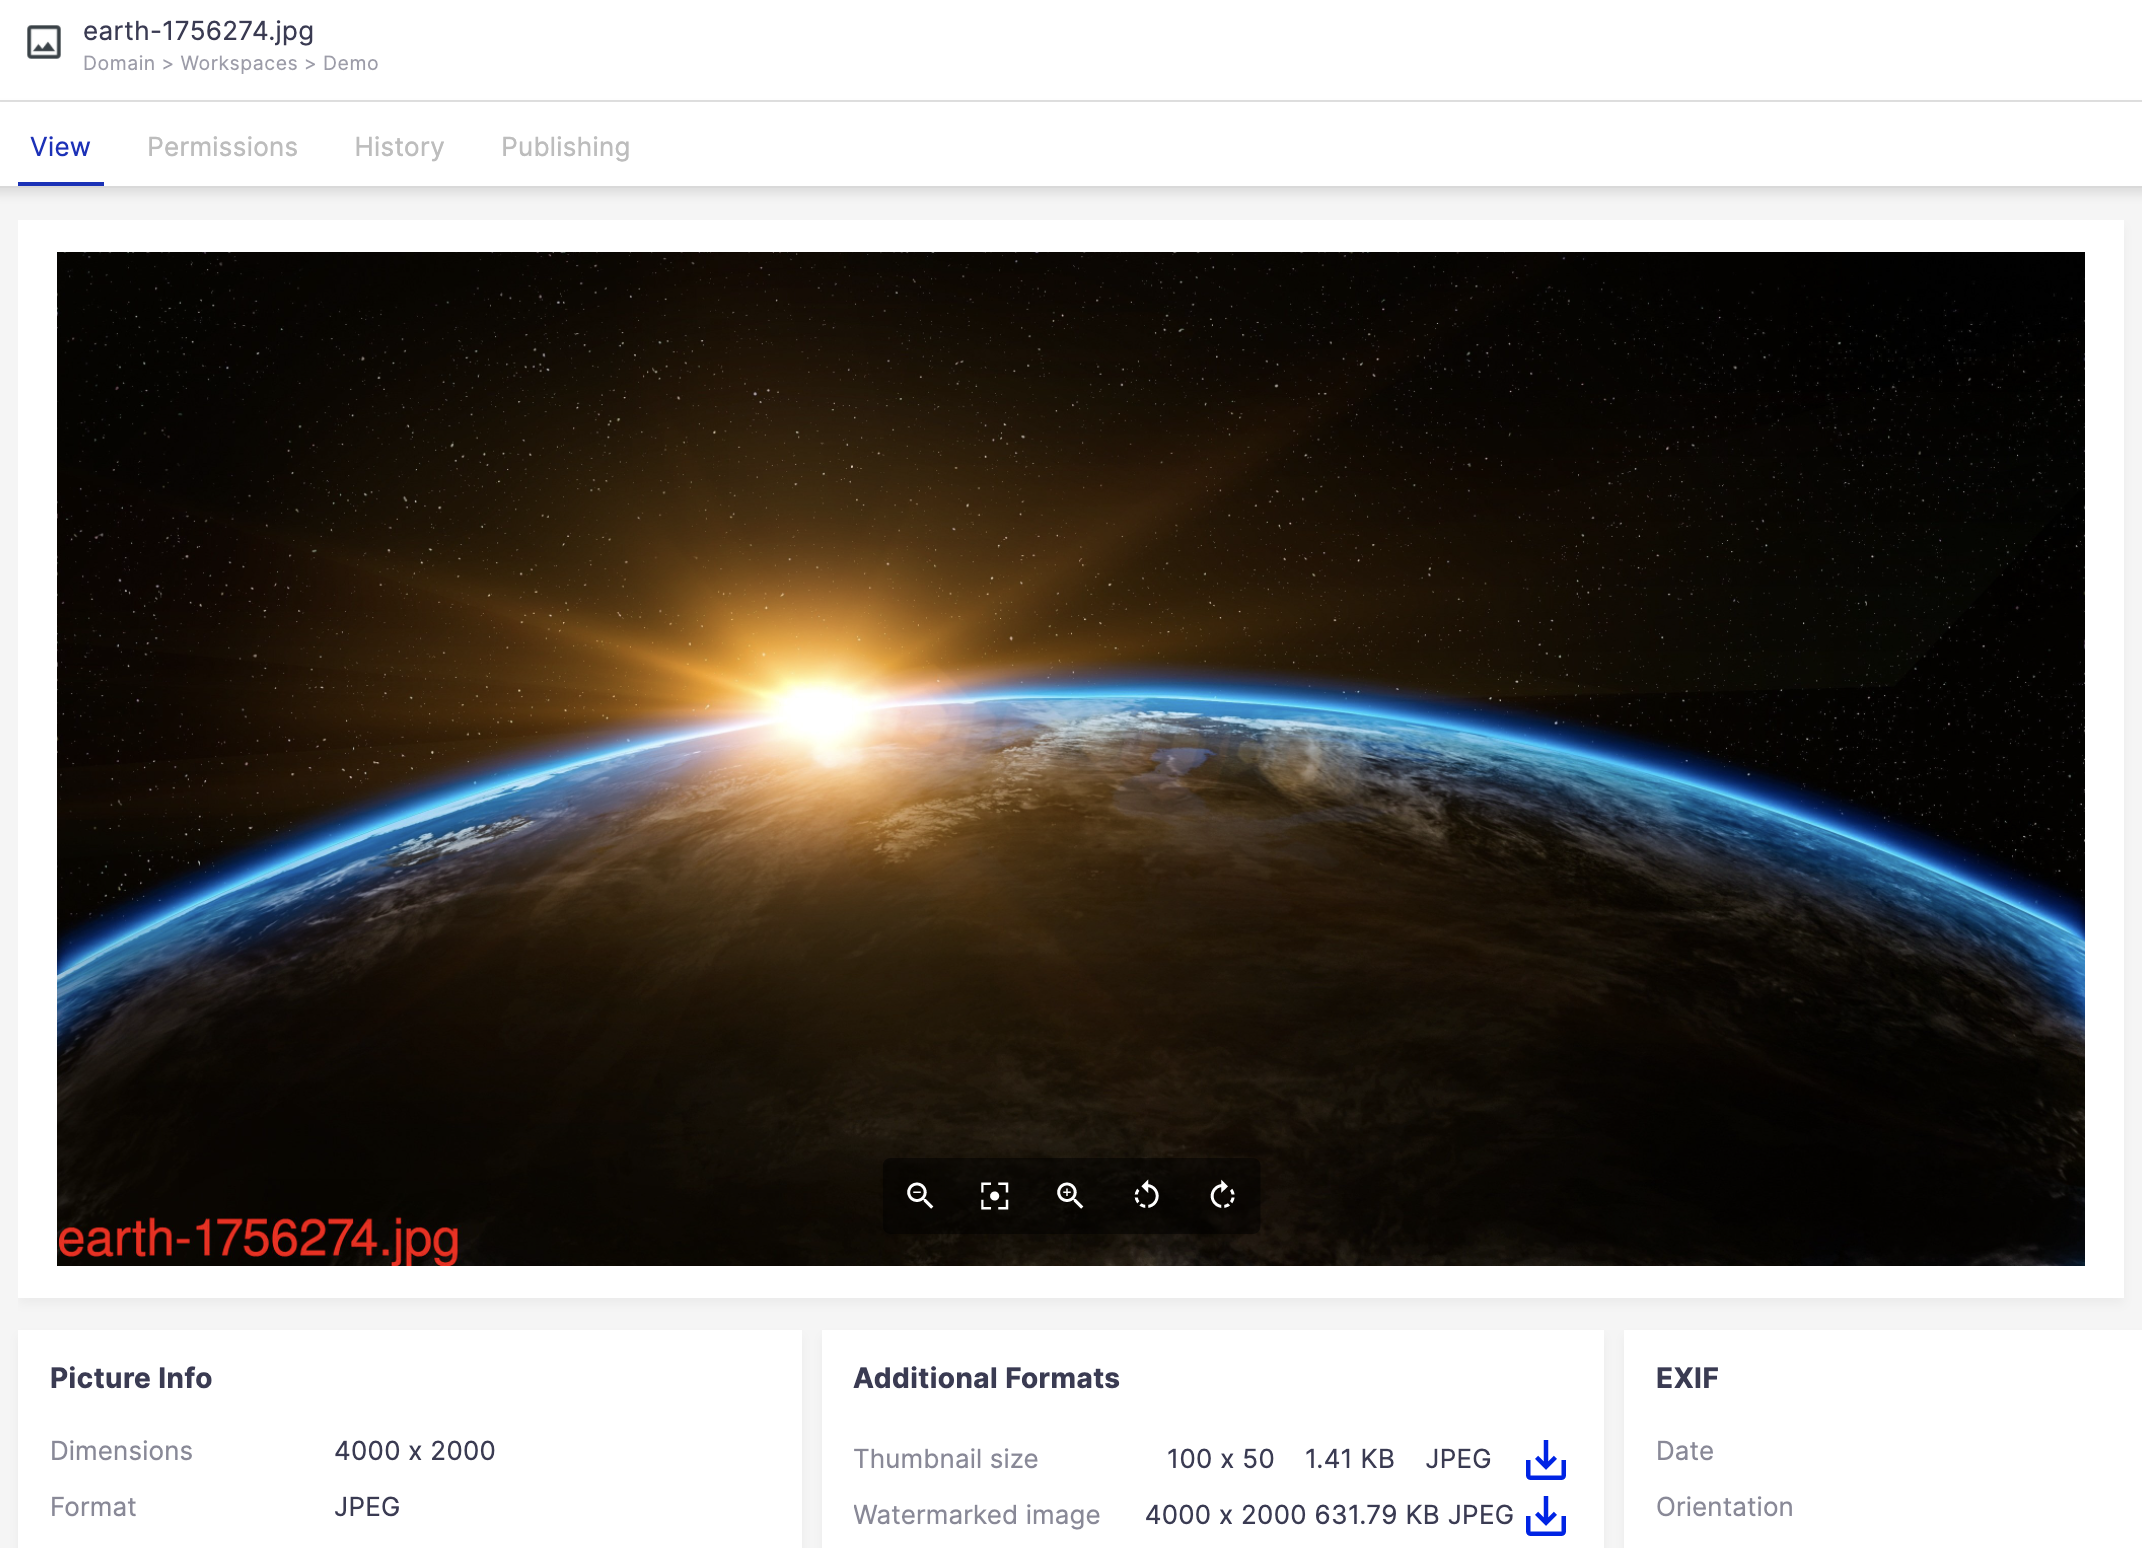 earth-1756274.jpg
Domain > Workspaces > Demo
View Permissions History Publishing
earth-1756274.jpg
Picture Info
Dimensions 4000 x 2000
Format JPEG
Additional Formats
Thumbnail size 100 x 50 1.41 KB JPEG
Watermarked image 4000 x 2000 631.79 KB JPEG
EXIF
Date
Orientation